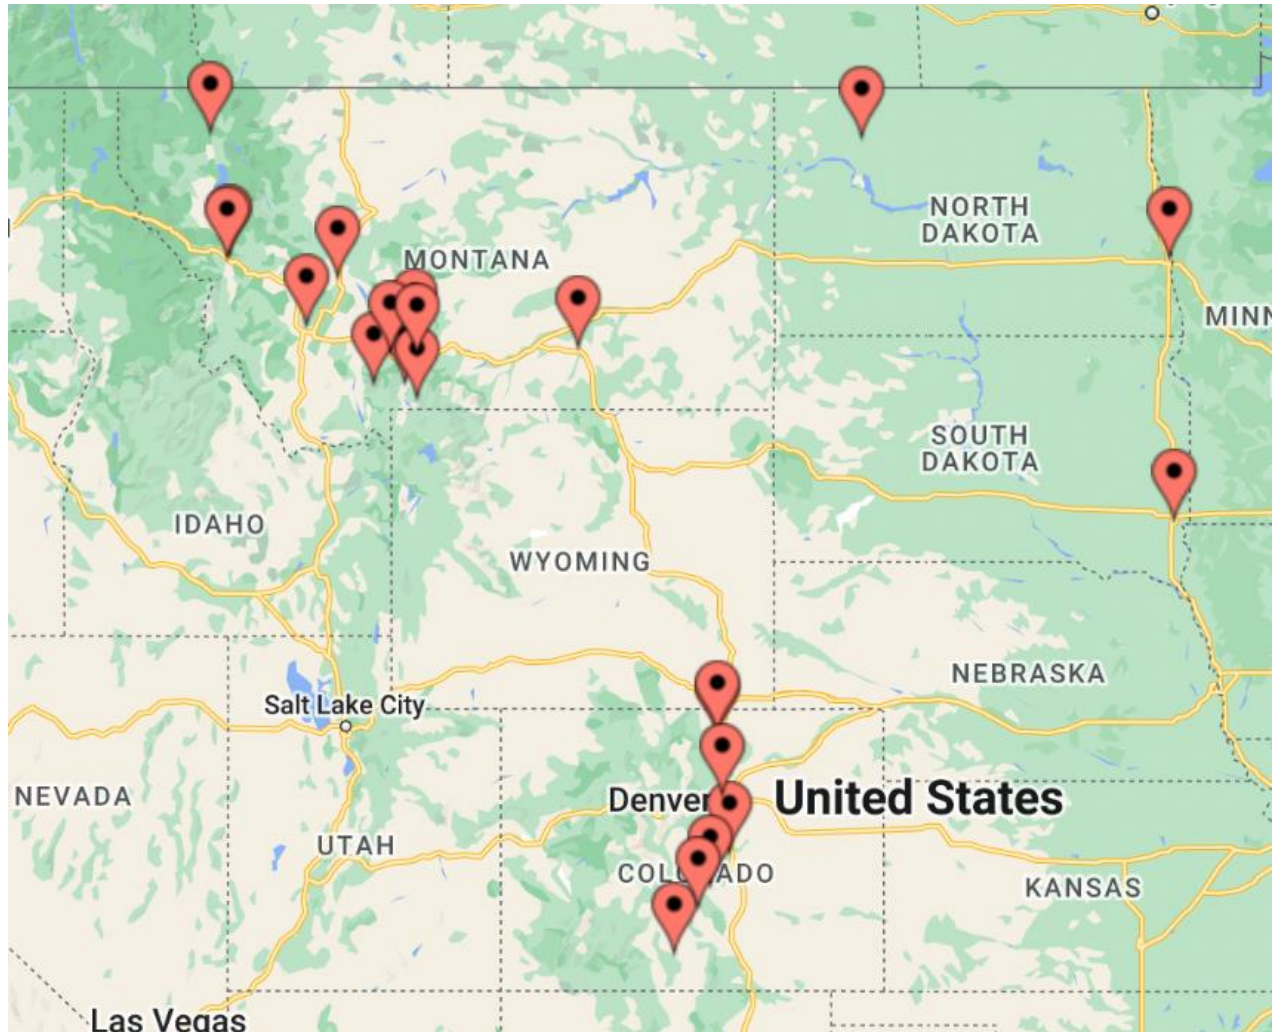 MONTANA
NORTH
DAKOTA
MINN
SOUTH
DAKOTA
IDAHO
WYOMING
NEBRASKA
Salt Lake City
NEVADA
Denver
United States
UTAH
COLORADO
KANSAS
Las Vegas